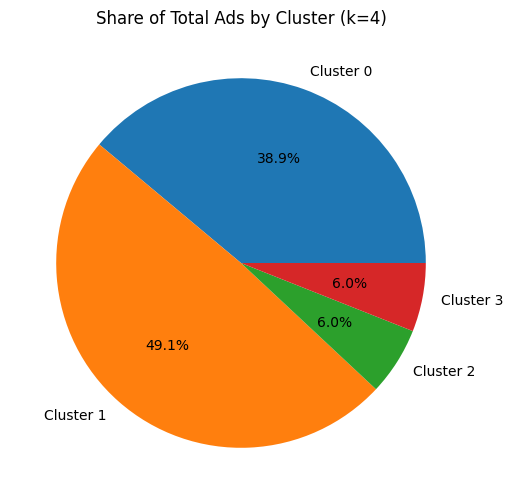 Share of Total Ads by Cluster (k=4)
Cluster 0
38.9%
6.0%
Cluster 3
6.0%
49.1%
Cluster 2
Cluster 1